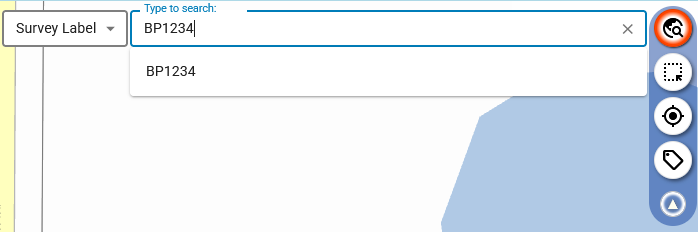 Type to search:
Survey Label
BP1234
BP1234